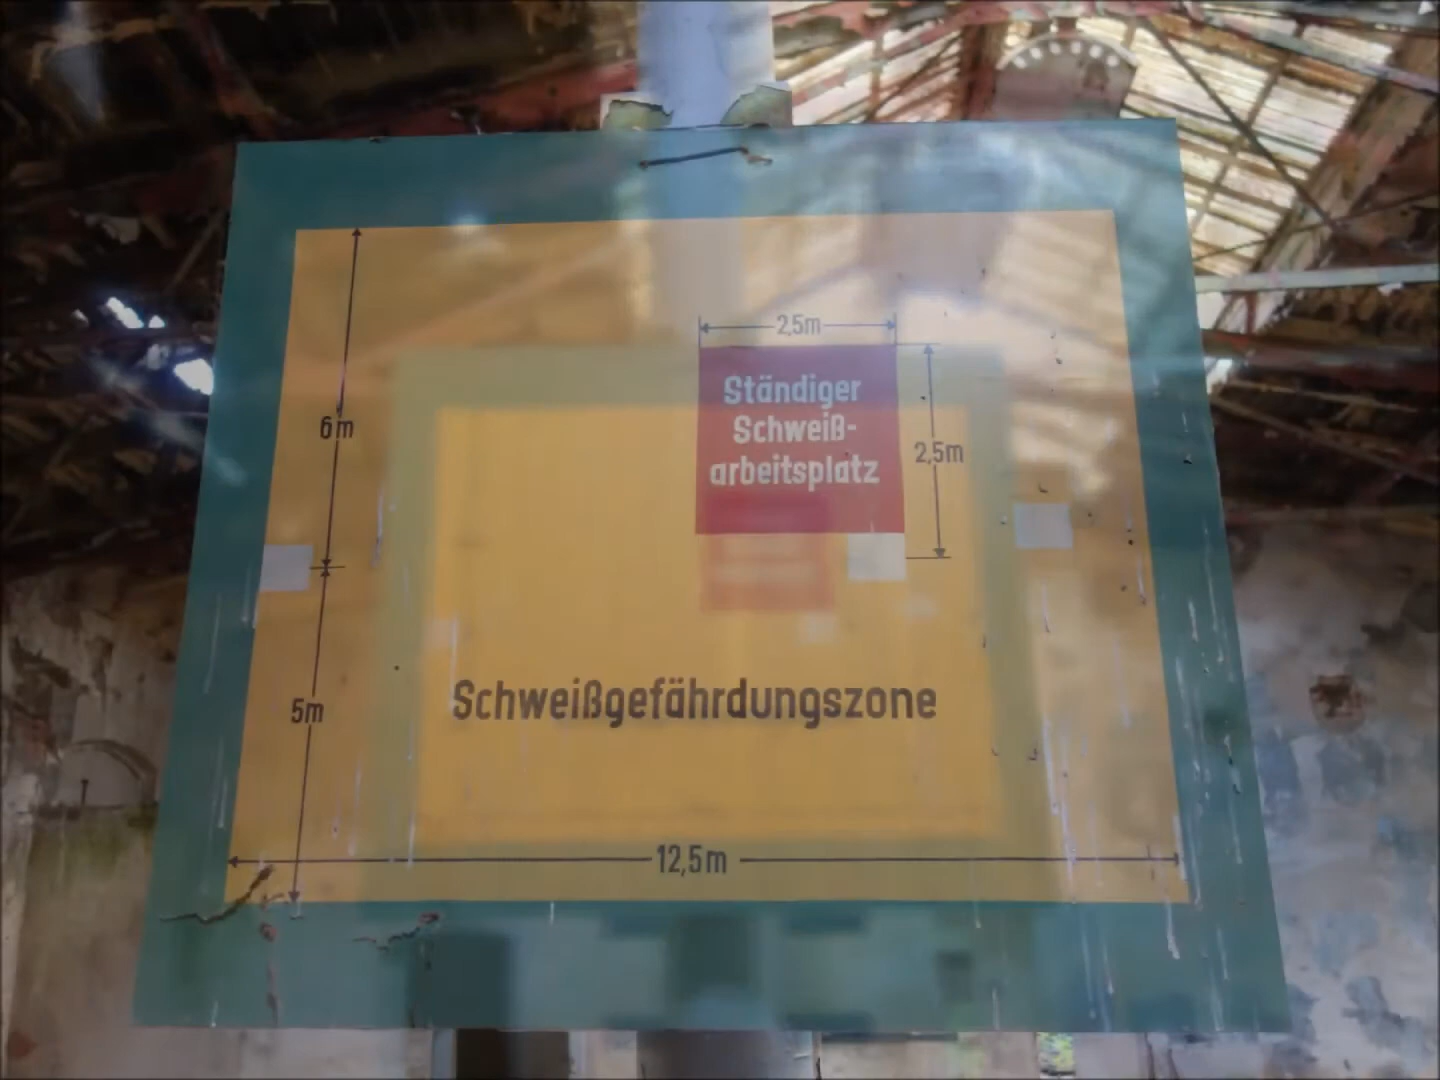 2,5m
Ständiger
Schweiß-
arbeitsplatz
2,5m
6m
5m
Schweißgefährdungszone
12,5m